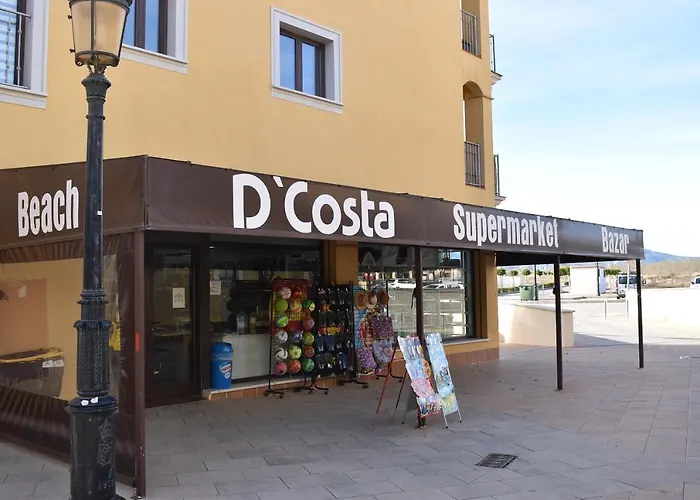 Beach
D`Costa
Supermarket
Bazar